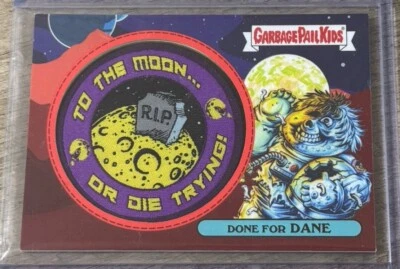 TO THE MOON...
R.I.P.
OR DIE TRYING!
GARBAGE PAIL KIDS
DONE FOR DANE